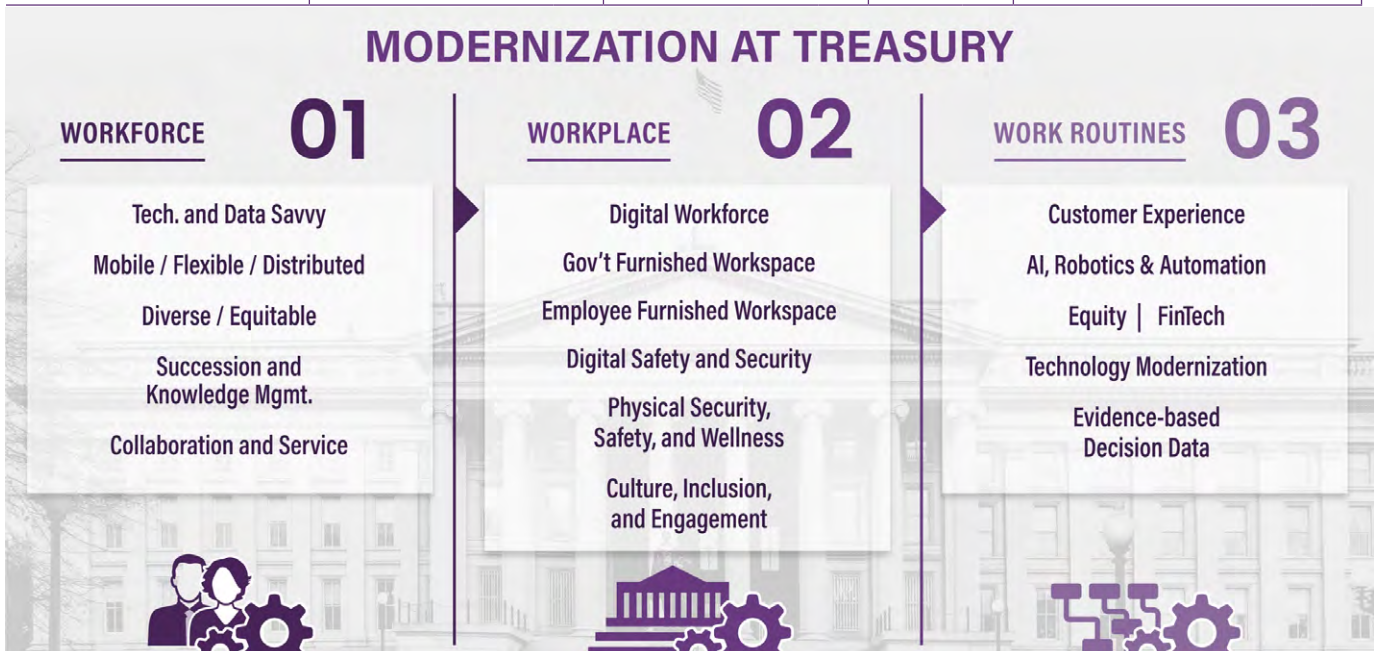 MODERNIZATION AT TREASURY
WORKFORCE 01
Tech. and Data Savvy
Mobile / Flexible / Distributed
Diverse / Equitable
Succession and
Knowledge Mgmt.
Collaboration and Service
WORKPLACE 02
Digital Workforce
Gov't Furnished Workspace
Employee Furnished Workspace
Digital Safety and Security
Physical Security,
Safety, and Wellness
Culture, Inclusion,
and Engagement
WORK ROUTINES 03
Customer Experience
AI, Robotics & Automation
Equity | FinTech
Technology Modernization
Evidence-based
Decision Data